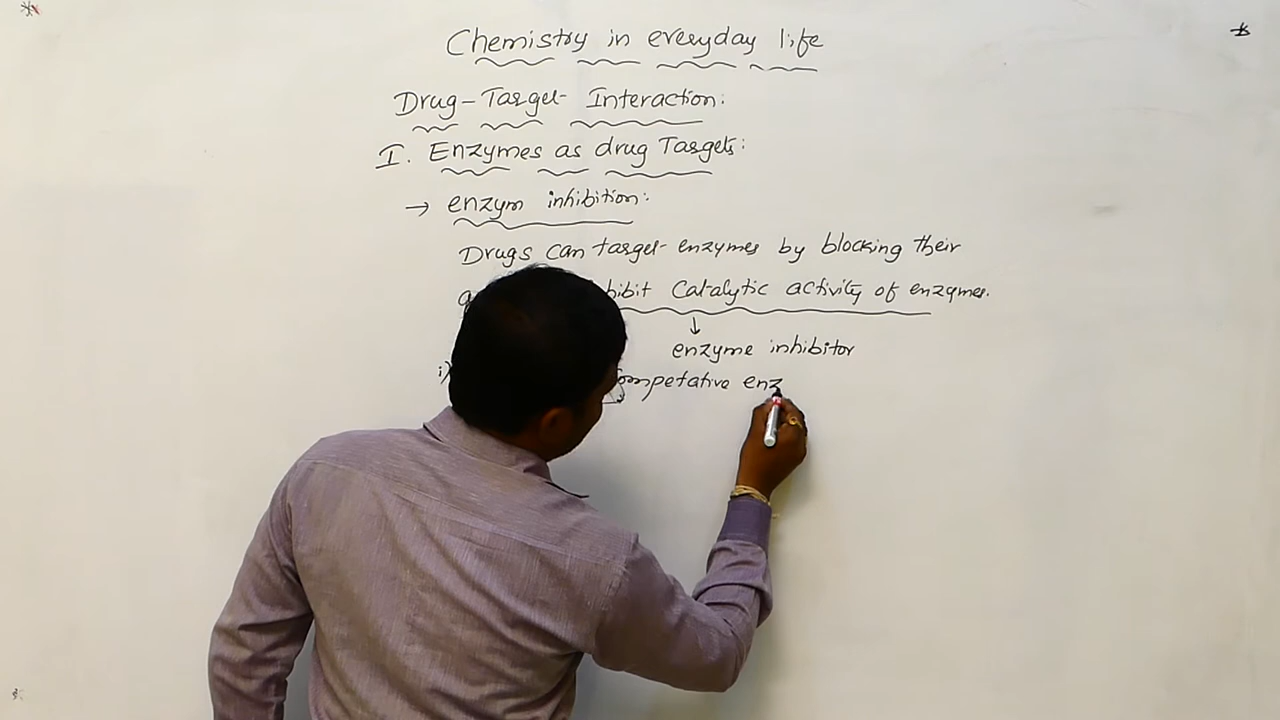 Chemistry in everyday life
Drug-Target Interaction:
I. Enzymes as drug Targets:
→ enzym inhibition:
Drugs can target enzymes by blocking their
Catalytic activity of enzymes.
↓
enzyme inhibitor
i)
ompetative enz